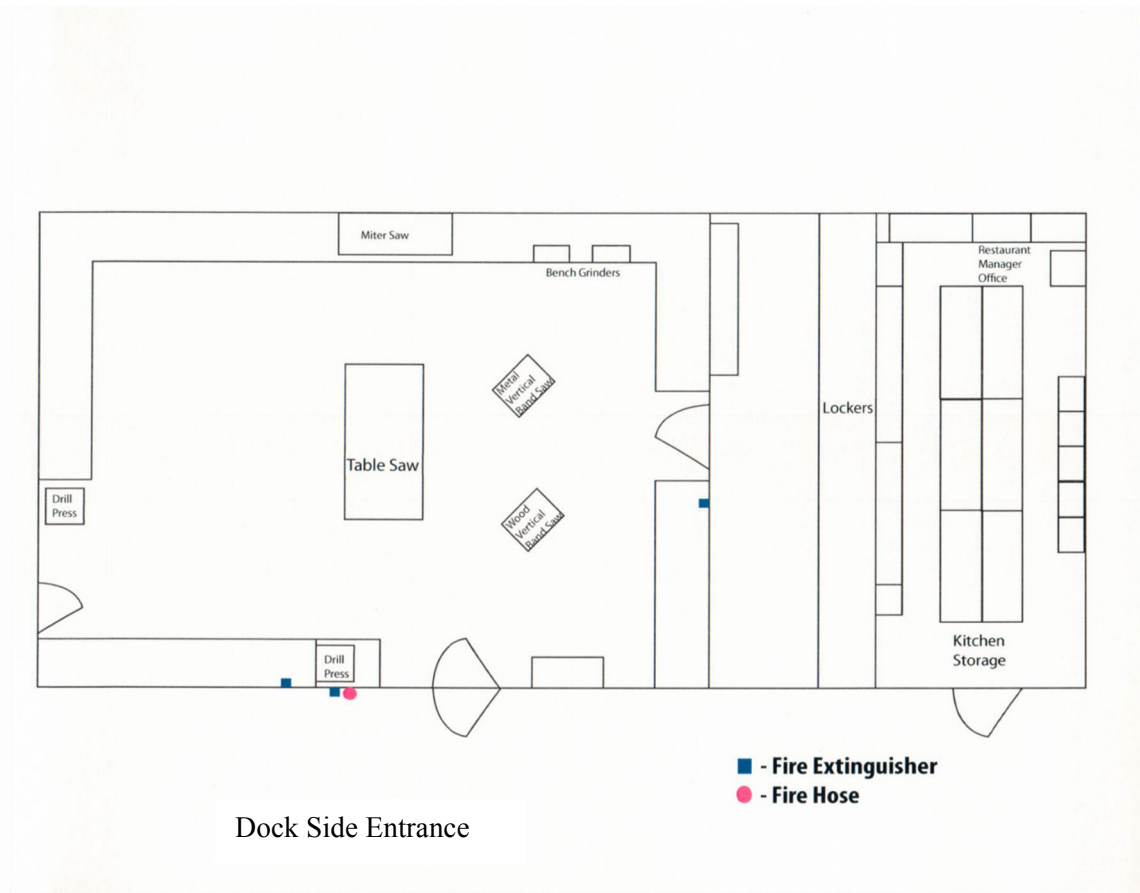 Miter Saw
Bench Grinders
Restaurant
Manager
Office
Metal
Vertical
Band Saw
Lockers
Table Saw
Drill
Press
Wood
Vertical
Band Saw
Kitchen
Storage
Drill
Press
- Fire Extinguisher
- Fire Hose
Dock Side Entrance